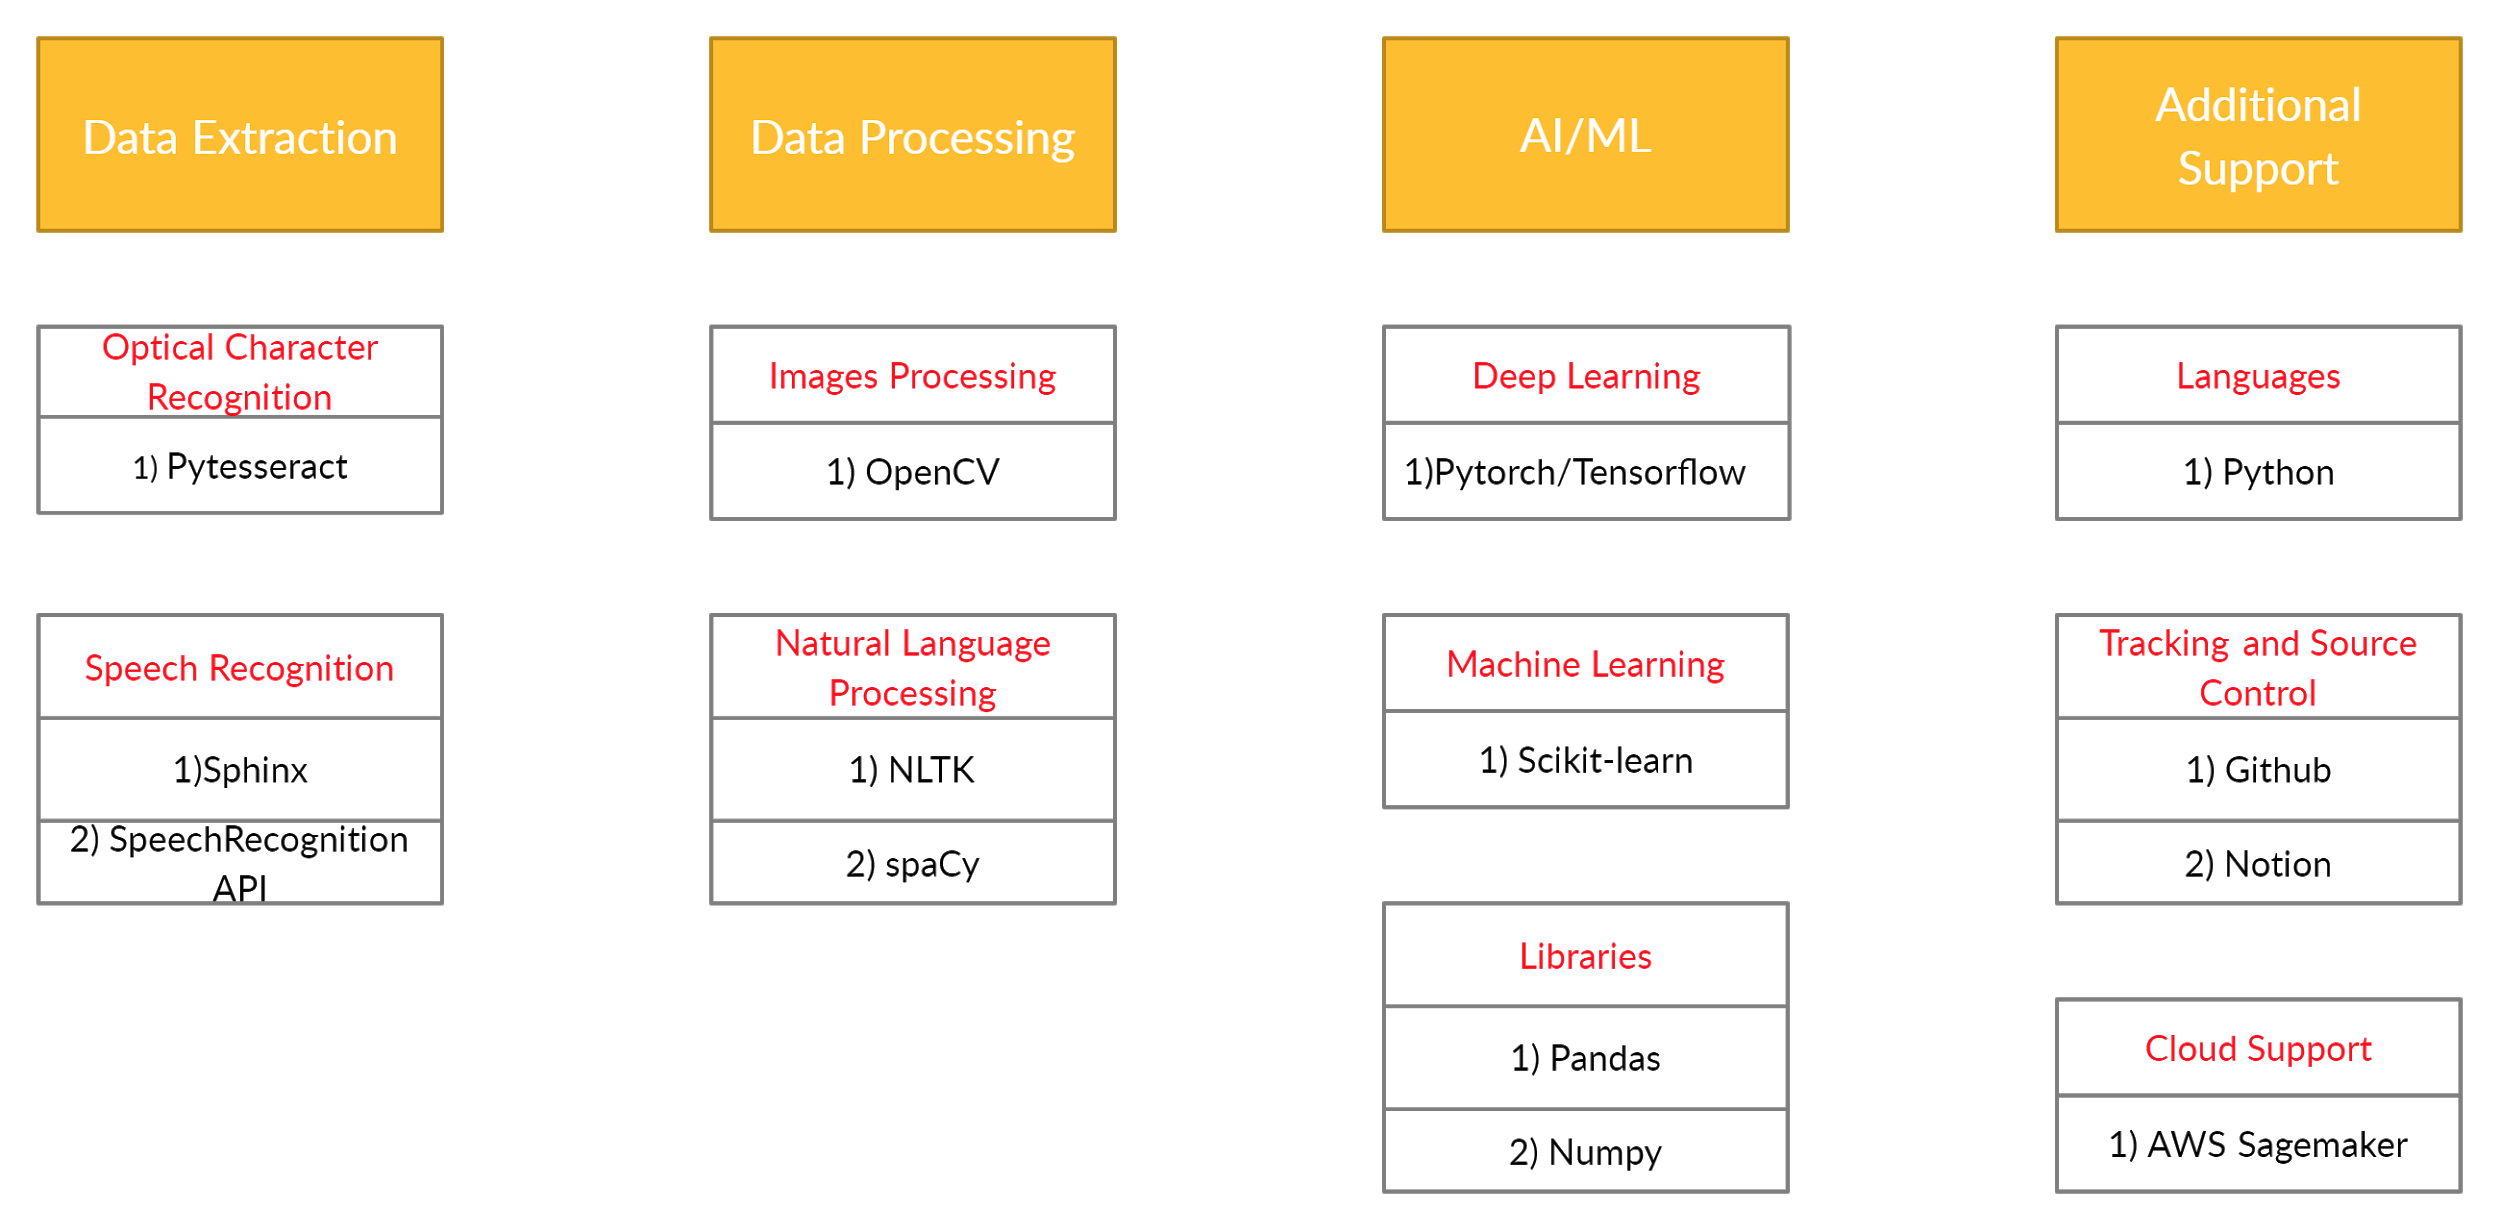 Data Extraction
Data Processing
AI/ML
Additional
Support
Optical Character
Recognition
1) Pytesseract
Images Processing
1) OpenCV
Deep Learning
1)Pytorch/Tensorflow
Languages
1) Python
Speech Recognition
1)Sphinx
2) SpeechRecognition
API
Natural Language
Processing
1) NLTK
2) spaCy
Machine Learning
1) Scikit-learn
Tracking and Source
Control
1) Github
2) Notion
Libraries
1) Pandas
2) Numpy
Cloud Support
1) AWS Sagemaker